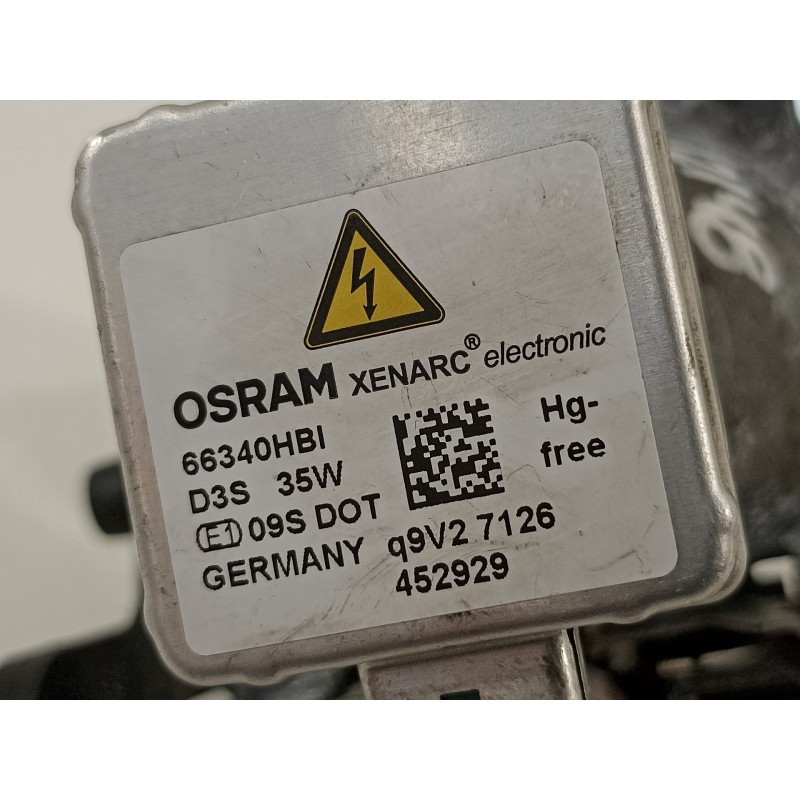 OSRAM XENARC® electronic
66340HBI
D3S 35W
E1 09S DOT
GERMANY
Hg-
free
q9V2 7126
452929